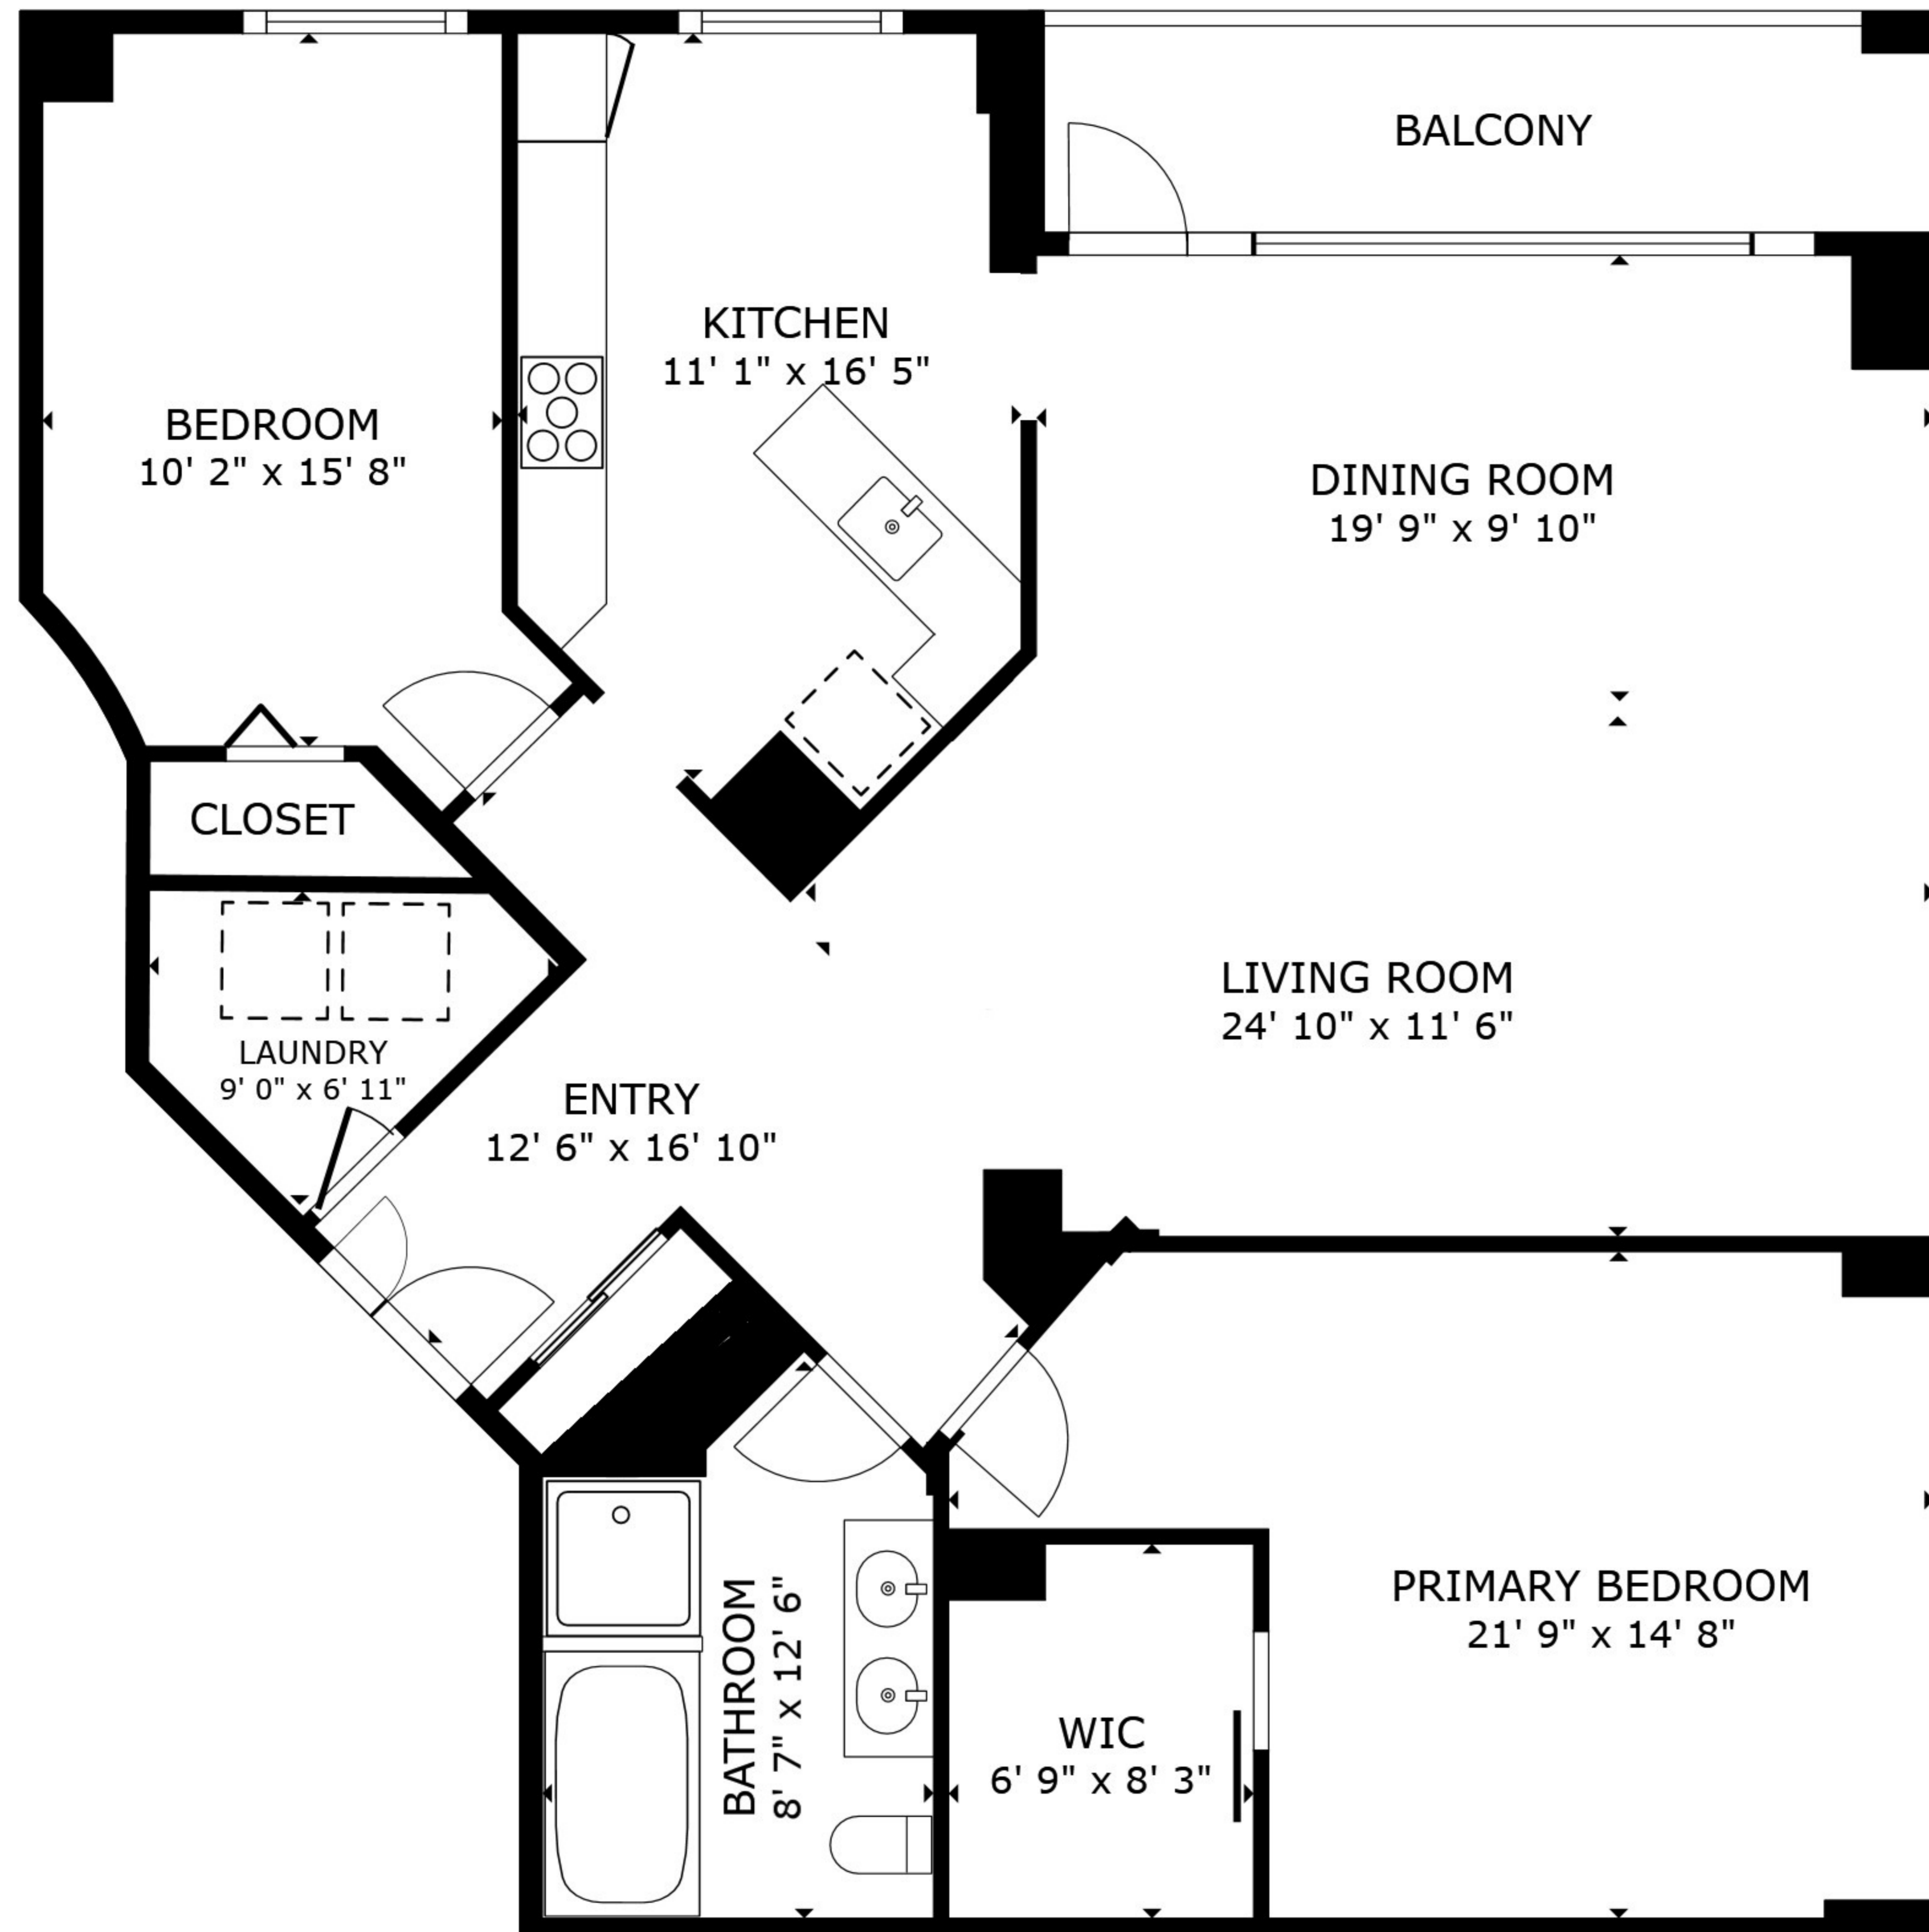 BALCONY
KITCHEN
11' 1" x 16' 5"
BEDROOM
10' 2" x 15' 8"
DINING ROOM
19' 9" x 9' 10"
CLOSET
LIVING ROOM
24' 10" x 11' 6"
LAUNDRY
9' 0" x 6' 11"
ENTRY
12' 6" x 16' 10"
PRIMARY BEDROOM
21' 9" x 14' 8"
BATHROOM
8' 7" x 12' 6"
WIC
6' 9" x 8' 3"